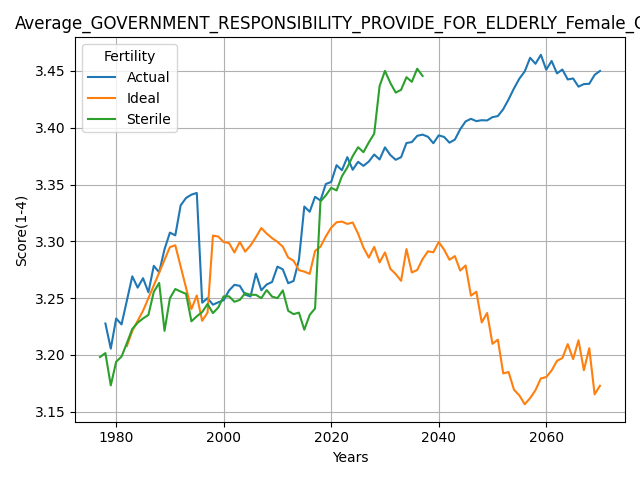 Average_GOVERNMENT_RESPONSIBILITY_PROVIDE_FOR_ELDERLY_Female_
Fertility
Actual
Ideal
Sterile
Score(1-4)
3.45
3.40
3.35
3.30
3.25
3.20
3.15
1980 2000 2020 2040 2060
Years